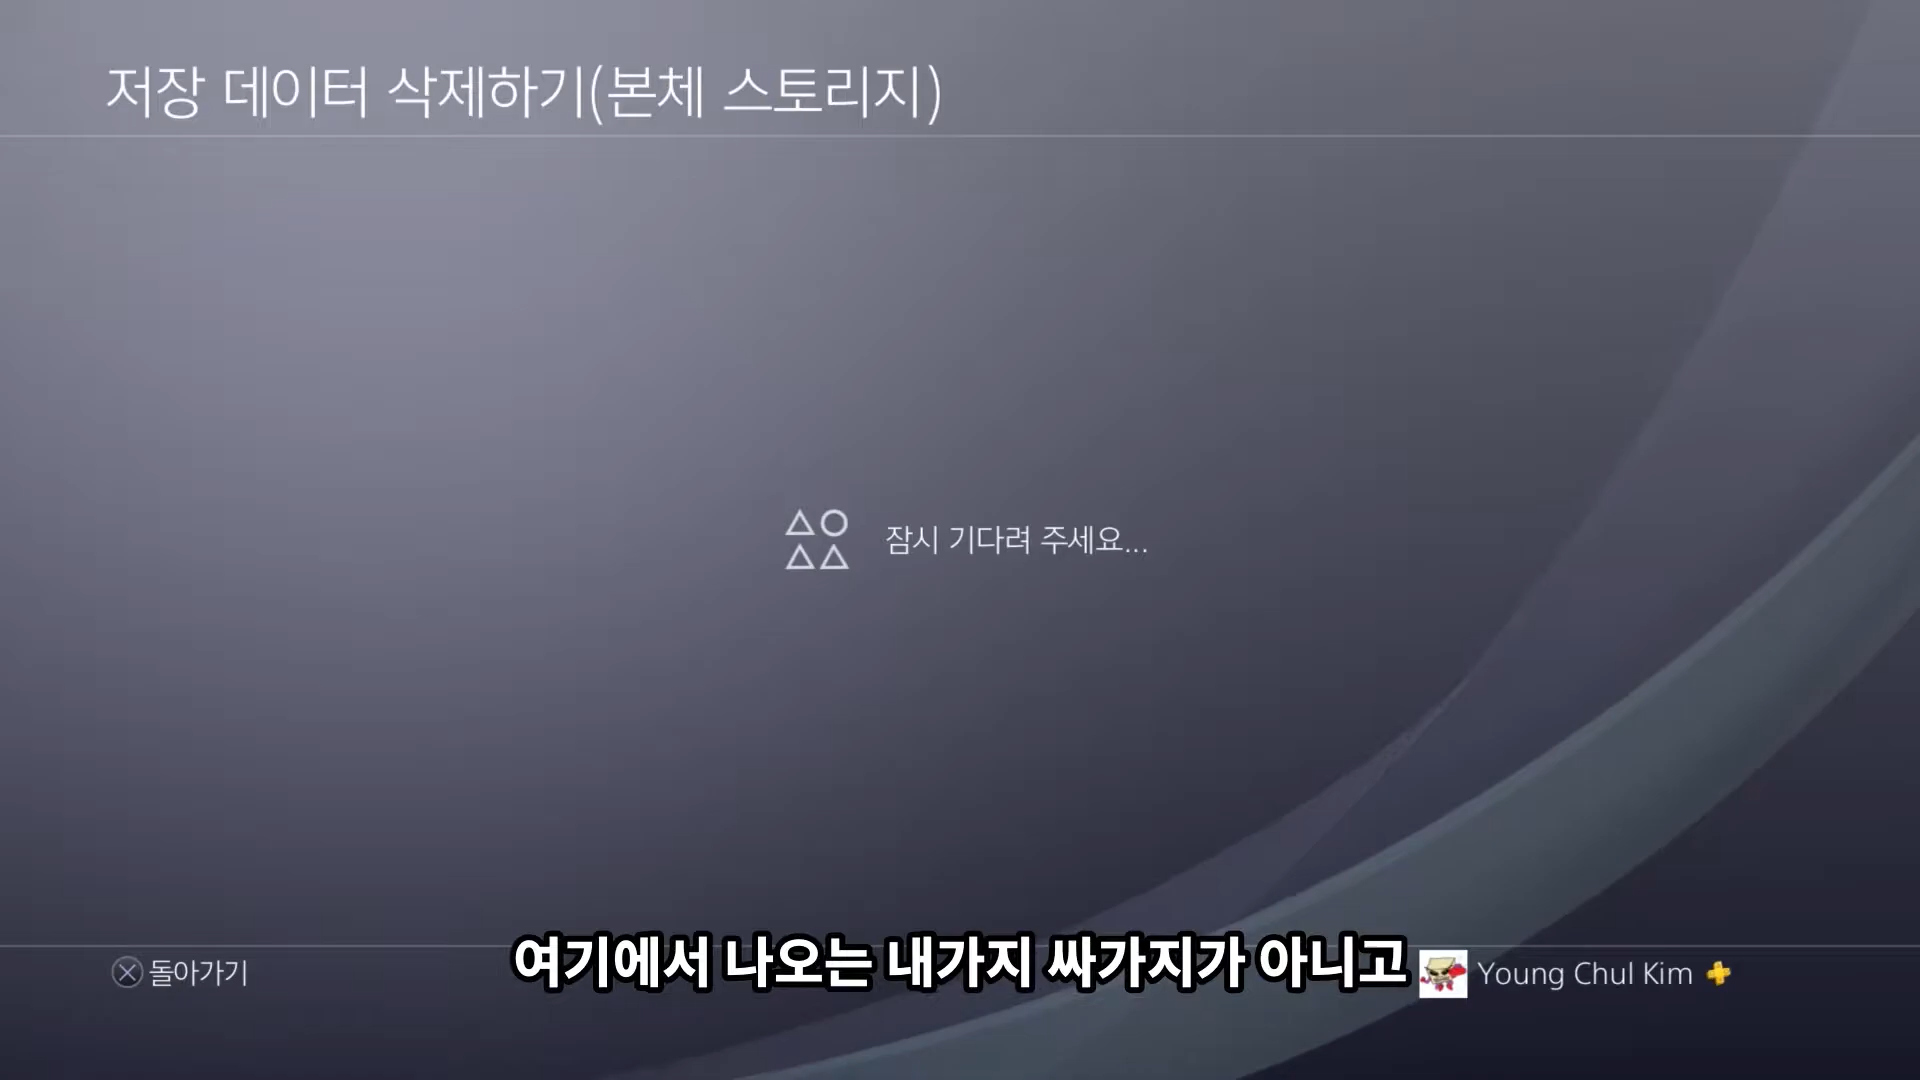 저장 데이터 삭제하기(본체 스토리지)
잠시 기다려 주세요...
돌아가기
여기에서 나오는 내가지 싸가지가 아니고
Young Chul Kim